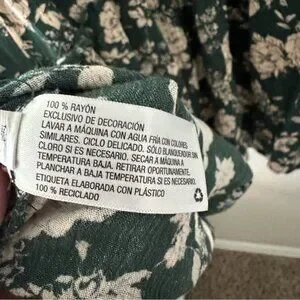 100 % RAYÓN
EXCLUSIVO DE DECORACIÓN
LAVAR A MÁQUINA CON AGUA FRÍA CON COLORES
SIMILARES. CICLO DELICADO. SÓLO BLANQUEADOR SIN
CLORO SI ES NECESARIO. SECAR A MÁQUINA A
TEMPERATURA BAJA. RETIRAR OPORTUNAMENTE.
PLANCHAR A BAJA TEMPERATURA SI ES NECESARIO.
ETIQUETA ELABORADA CON PLÁSTICO
100 % RECICLADO